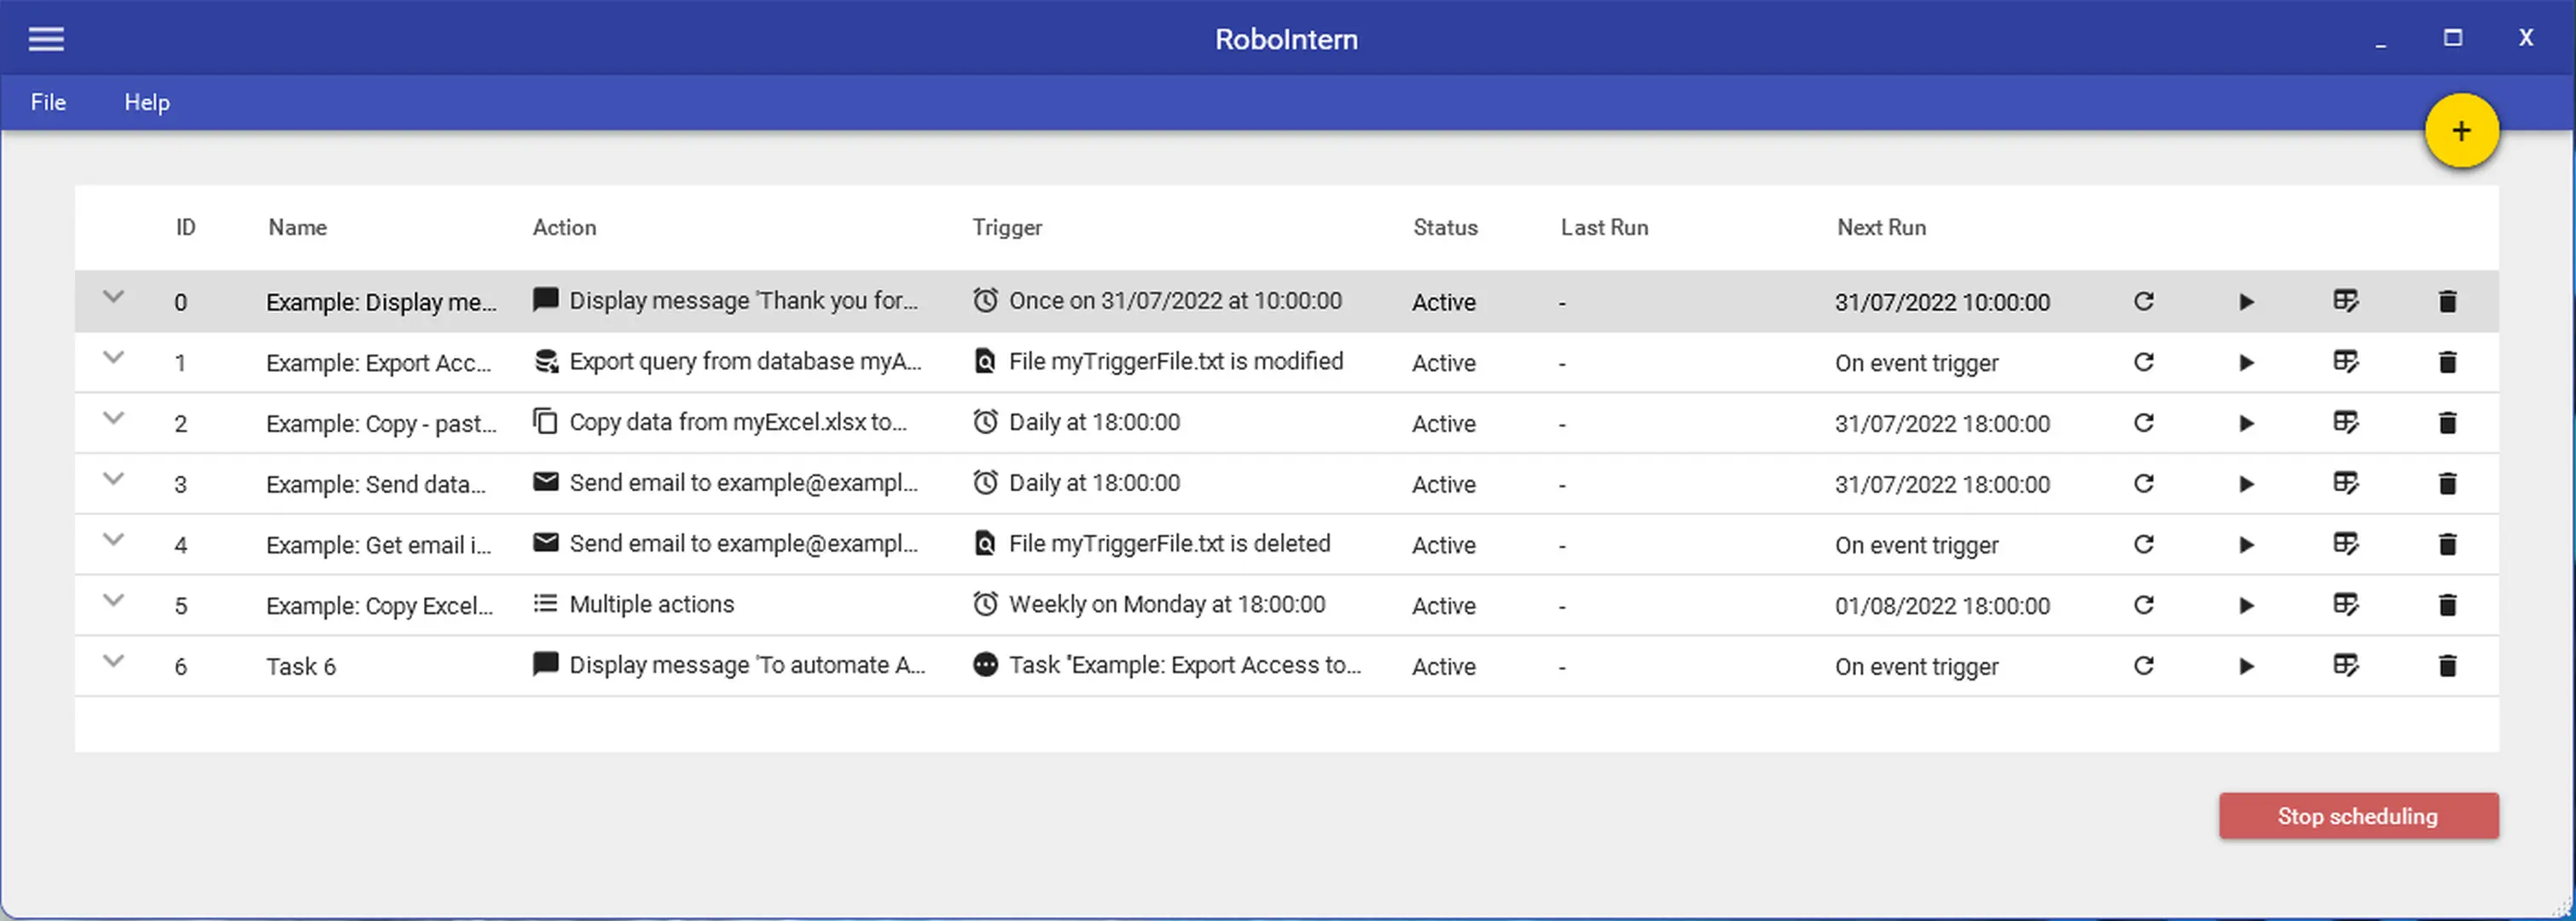 RoboIntern
File Help
ID Name Action Trigger Status Last Run Next Run
0 Example: Display me... Display message 'Thank you for... Once on 31/07/2022 at 10:00:00 Active - 31/07/2022 10:00:00
1 Example: Export Acc... Export query from database myA... File myTriggerFile.txt is modified Active - On event trigger
2 Example: Copy - past... Copy data from myExcel.xlsx to... Daily at 18:00:00 Active - 31/07/2022 18:00:00
3 Example: Send data... Send email to example@exampl... Daily at 18:00:00 Active - 31/07/2022 18:00:00
4 Example: Get email i... Send email to example@exampl... File myTriggerFile.txt is deleted Active - On event trigger
5 Example: Copy Excel... Multiple actions Weekly on Monday at 18:00:00 Active - 01/08/2022 18:00:00
6 Task 6 Display message 'To automate A... Task "Example: Export Access to... Active - On event trigger
Stop scheduling